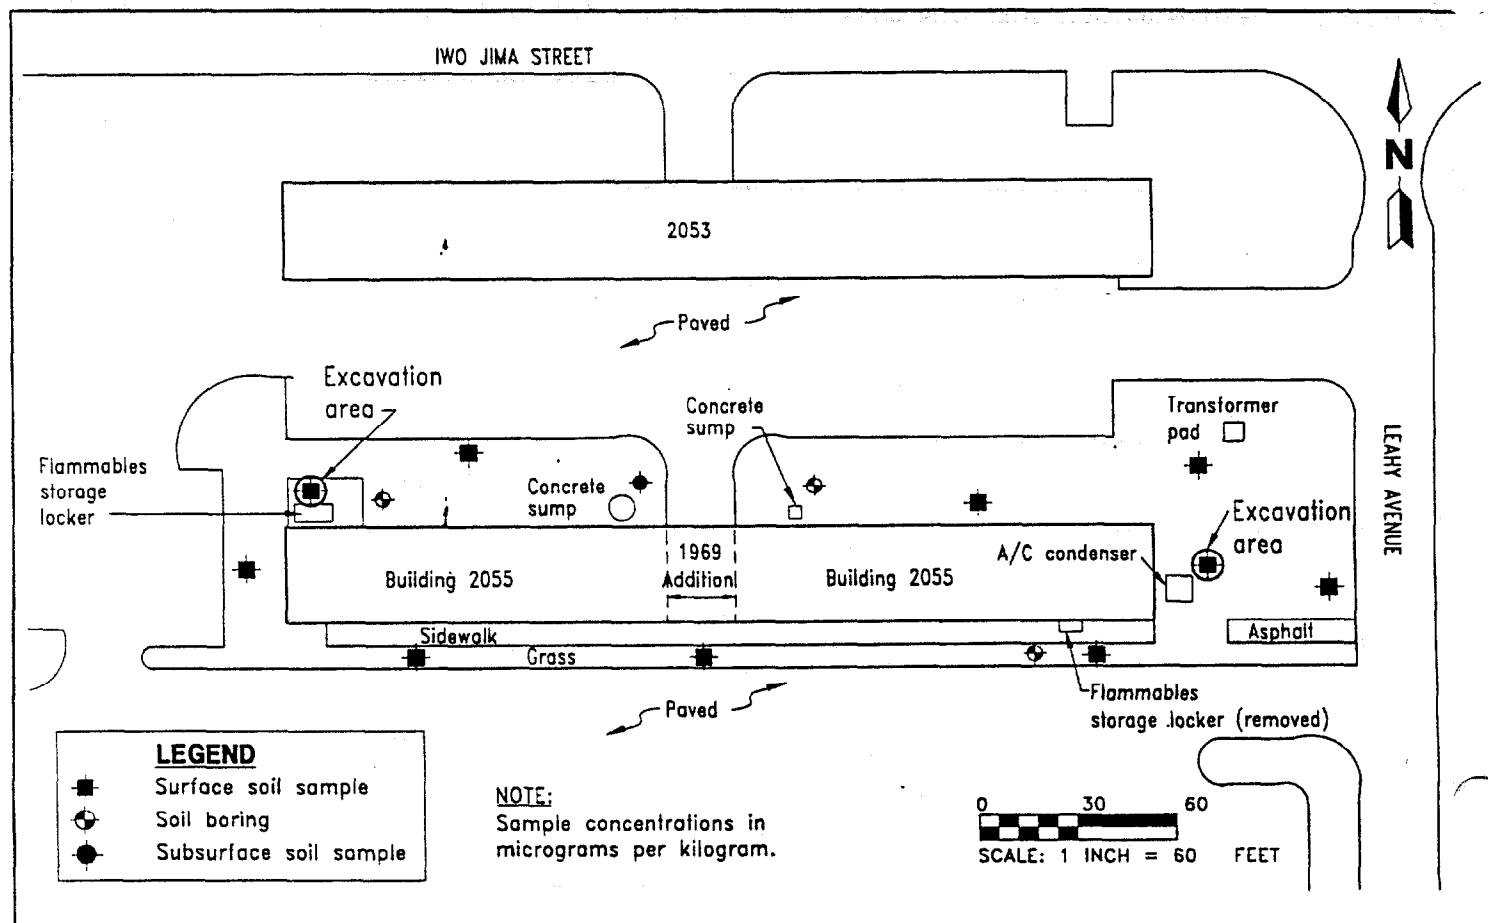 IWO JIMA STREET
N
2053
Paved
Excavation
area
Concrete
sump
Transformer
pad
LEAHY AVENUE
Flammables
storage
locker
Concrete
sump
Excavation
area
1969
Addition
A/C condenser
Building 2055
Building 2055
Sidewalk
Asphalt
Grass
Flammables
storage locker (removed)
Paved
LEGEND
Surface soil sample
Soil boring
Subsurface soil sample
NOTE:
Sample concentrations in
micrograms per kilogram.
0 30 60
SCALE: 1 INCH = 60 FEET